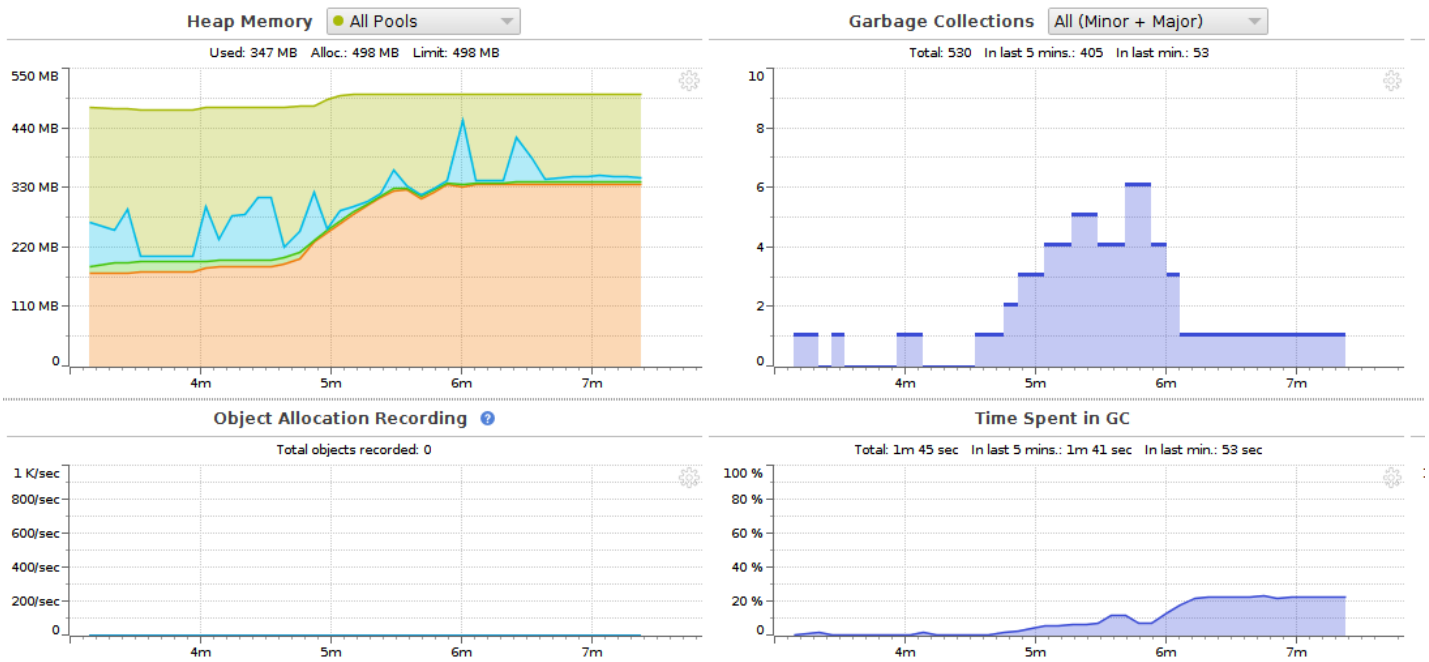 Heap Memory All Pools
Used: 347 MB Alloc.: 498 MB Limit: 498 MB
550 MB
440 MB
330 MB
220 MB
110 MB
0
4m 5m 6m 7m
Garbage Collections All (Minor + Major)
Total: 530 In last 5 mins.: 405 In last min.: 53
10
8
6
4
2
0
4m 5m 6m 7m
Object Allocation Recording ?
Total objects recorded: 0
1 K/sec
800/sec
600/sec
400/sec
200/sec
0
4m 5m 6m 7m
Time Spent in GC
Total: 1m 45 sec In last 5 mins.: 1m 41 sec In last min.: 53 sec
100 %
80 %
60 %
40 %
20 %
0
4m 5m 6m 7m